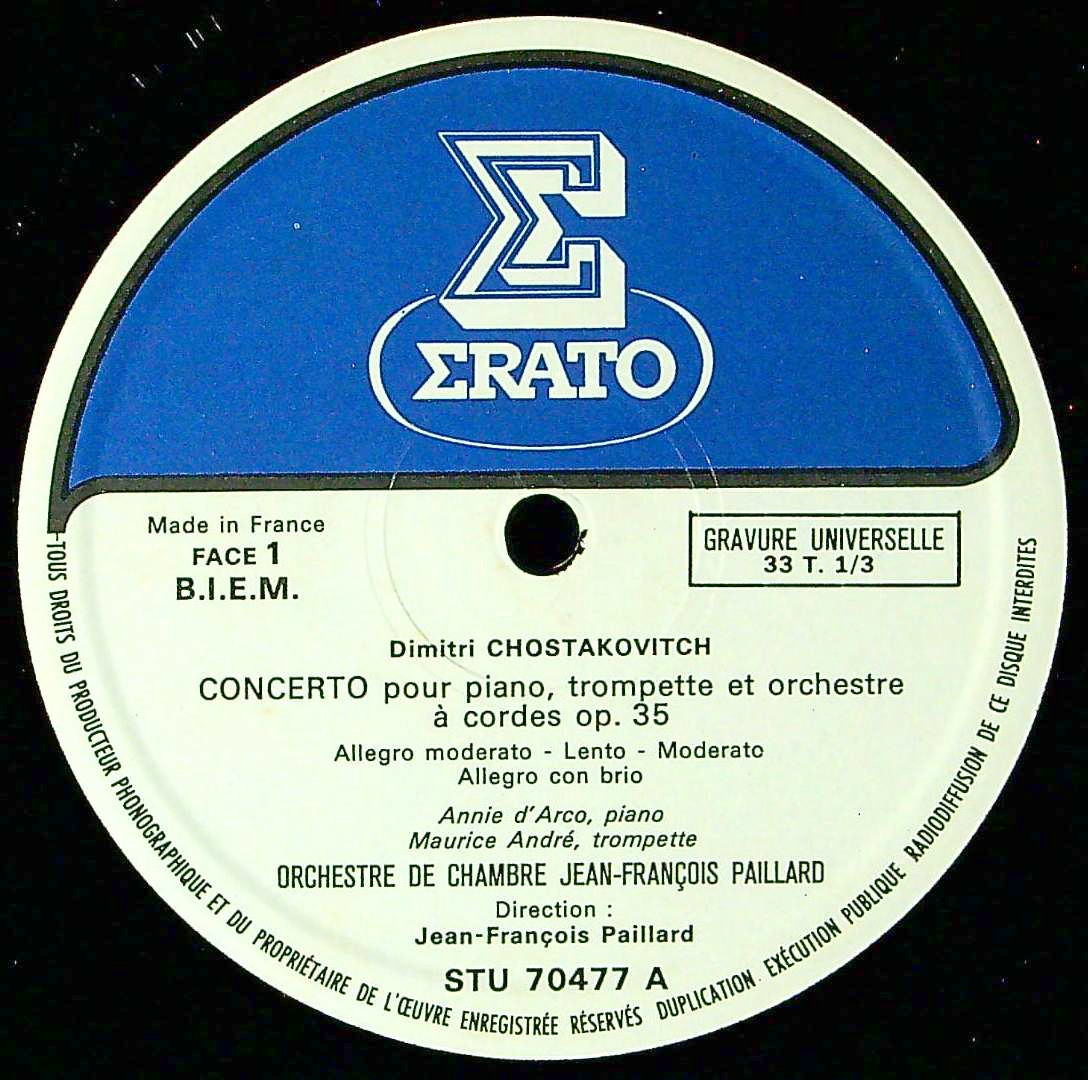 Σ
ΣRATO
Made in France
FACE 1
B.I.E.M.
GRAVURE UNIVERSELLE
33 T. 1/3
Dimitri CHOSTAKOVITCH
CONCERTO pour piano, trompette et orchestre
à cordes op. 35
Allegro moderato - Lento - Moderato
Allegro con brio
Annie d'Arco, piano
Maurice André, trompette
ORCHESTRE DE CHAMBRE JEAN-FRANÇOIS PAILLARD
Direction :
Jean-François Paillard
STU 70477 A
-TOUS DROITS DU PRODUCTEUR PHONOGRAPHIQUE ET DU PROPRIÉTAIRE DE L'ŒUVRE ENREGISTRÉE RÉSERVÉS DUPLICATION. EXÉCUTION PUBLIQUE RADIODIFFUSION DE CE DISQUE INTERDITES